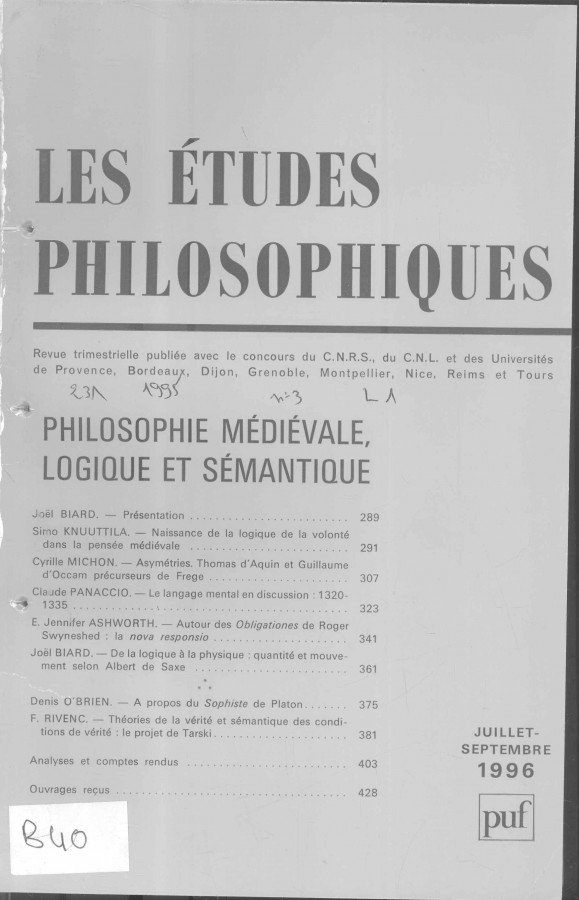 LES ÉTUDES
PHILOSOPHIQUES
Revue trimestrielle publiée avec le concours du C.N.R.S., du C.N.L. et des Universités
de Provence, Bordeaux, Dijon, Grenoble, Montpellier, Nice, Reims et Tours
231 1995 n=3 L1
PHILOSOPHIE MÉDIÉVALE,
LOGIQUE ET SÉMANTIQUE
Joël BIARD. — Présentation ........................ 289
Simo KNUUTTILA. — Naissance de la logique de la volonté
dans la pensée médiévale ........................ 291
Cyrille MICHON. — Asymétries. Thomas d'Aquin et Guillaume
d'Occam précurseurs de Frege ..................... 307
Claude PANACCIO. — Le langage mental en discussion : 1320-
1335 .......................................... 323
E. Jennifer ASHWORTH. — Autour des Obligationes de Roger
Swyneshed : la nova responsio .................... 341
Joël BIARD. — De la logique à la physique : quantité et mouve-
ment selon Albert de Saxe ....................... 361
Denis O'BRIEN. — A propos du Sophiste de Platon....... 375
F. RIVENC. — Théories de la vérité et sémantique des condi-
tions de vérité : le projet de Tarski.................... 381
Analyses et comptes rendus ........................ 403
Ouvrages reçus ................................... 428
JUILLET-
SEPTEMBRE
1996
puf
B40